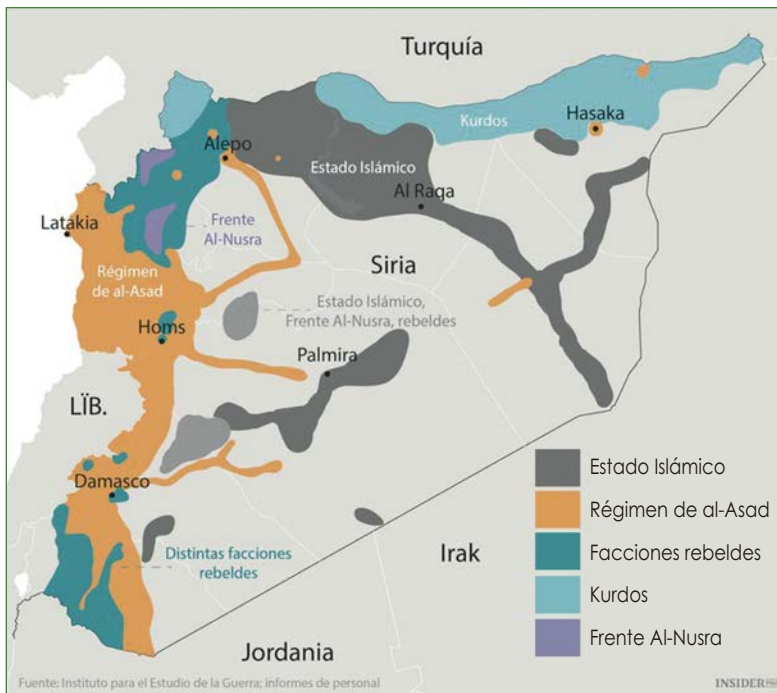 Turquía
Kurdos
Hasaka
Alepo
Estado Islámico
Al Raqa
Latakia
Frente
Al-Nusra
Siria
Régimen
de al-Asad
Estado Islámico,
Frente Al-Nusra, rebeldes
Homs
Palmira
LÏB.
Damasco
Distintas facciones
rebeldes
Irak
Jordania
Estado Islámico
Régimen de al-Asad
Facciones rebeldes
Kurdos
Frente Al-Nusra
Fuente: Instituto para el Estudio de la Guerra; informes de personal
INSIDER